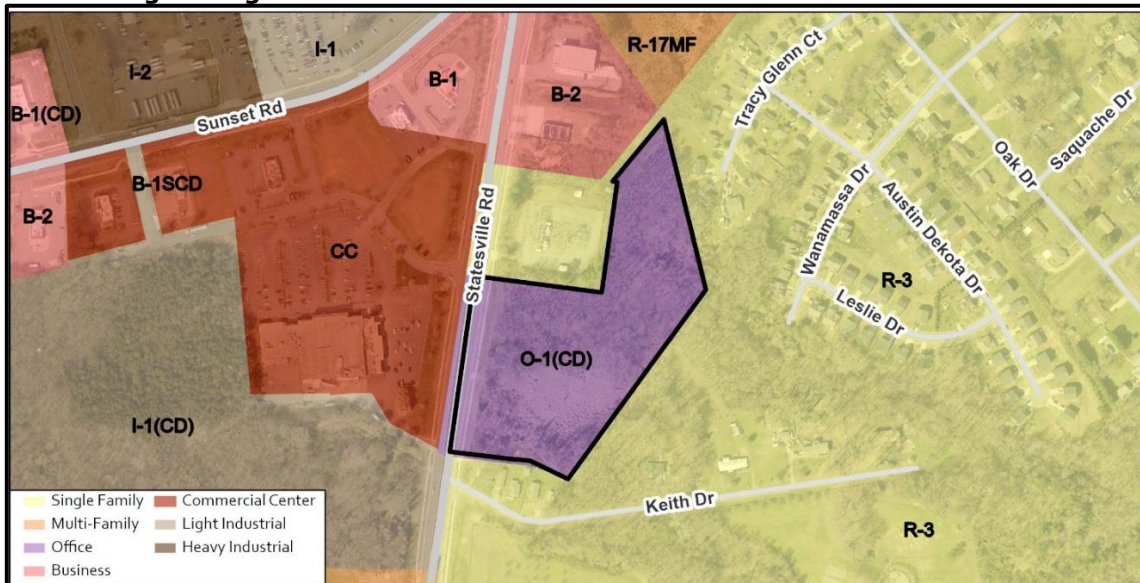 I-1
R-17MF
I-2
B-1
B-2
B-1(CD)
Sunset Rd
Tracy Glenn Ct
Saquache Dr
Oak Dr
B-1SCD
B-2
Wanamassa Dr
Austin Dekota Dr
Statesville Rd
CC
R-3
Leslie Dr
O-1(CD)
I-1(CD)
Keith Dr
R-3
Single Family
Commercial Center
Multi-Family
Light Industrial
Office
Heavy Industrial
Business